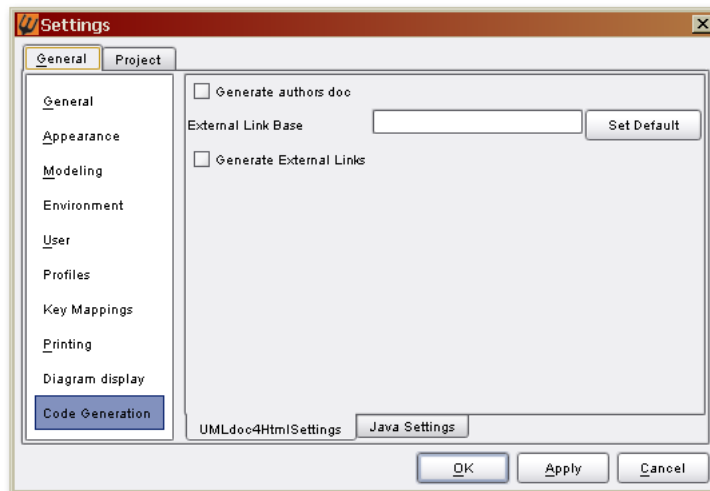 Settings
General Project
General
Appearance
Modeling
Environment
User
Profiles
Key Mappings
Printing
Diagram display
Code Generation
Generate authors doc
External Link Base Set Default
Generate External Links
UMLdoc4HtmlSettings Java Settings
OK Apply Cancel